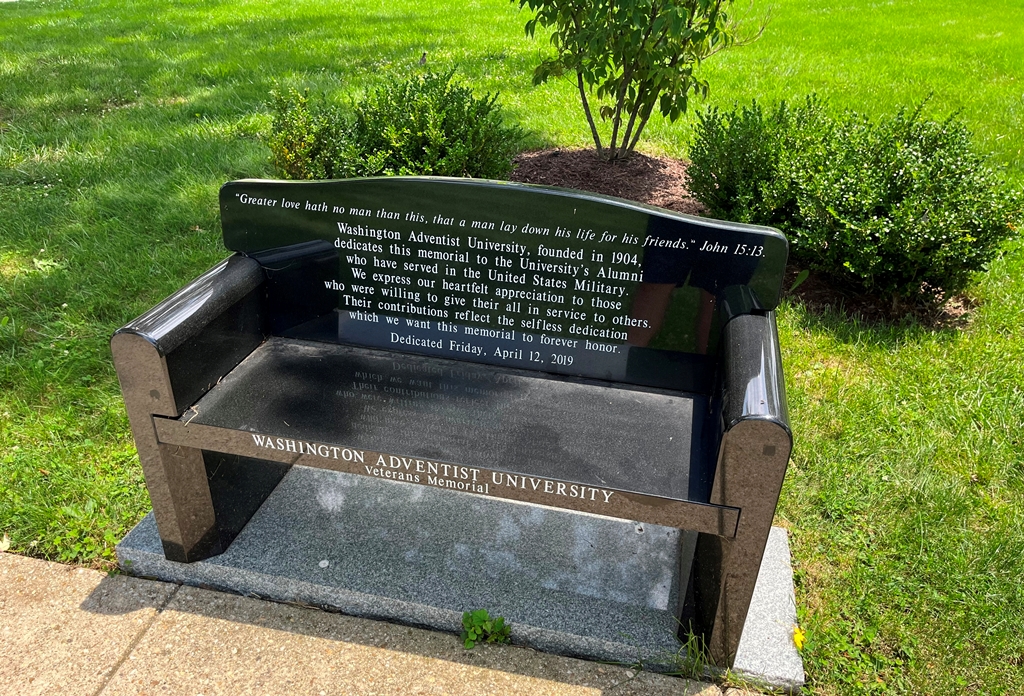 "Greater love hath no man than this, that a man lay down his life for his friends." John 15:13.
Washington Adventist University, founded in 1904,
dedicates this memorial to the University's Alumni
who have served in the United States Military.
We express our heartfelt appreciation to those
who were willing to give their all in service to others.
Their contributions reflect the selfless dedication
which we want this memorial to forever honor.
Dedicated Friday, April 12, 2019
WASHINGTON ADVENTIST UNIVERSITY
Veterans Memorial